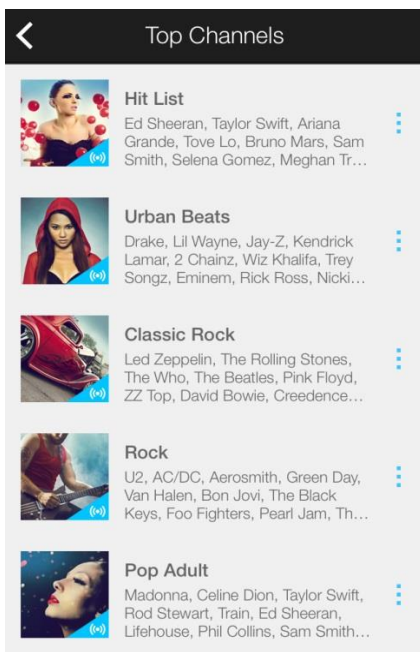 Top Channels
Hit List
Ed Sheeran, Taylor Swift, Ariana
Grande, Tove Lo, Bruno Mars, Sam
Smith, Selena Gomez, Meghan Tr...
Urban Beats
Drake, Lil Wayne, Jay-Z, Kendrick
Lamar, 2 Chainz, Wiz Khalifa, Trey
Songz, Eminem, Rick Ross, Nicki...
Classic Rock
Led Zeppelin, The Rolling Stones,
The Who, The Beatles, Pink Floyd,
ZZ Top, David Bowie, Creedence...
Rock
U2, AC/DC, Aerosmith, Green Day,
Van Halen, Bon Jovi, The Black
Keys, Foo Fighters, Pearl Jam, Th...
Pop Adult
Madonna, Celine Dion, Taylor Swift,
Rod Stewart, Train, Ed Sheeran,
Lifehouse, Phil Collins, Sam Smith...